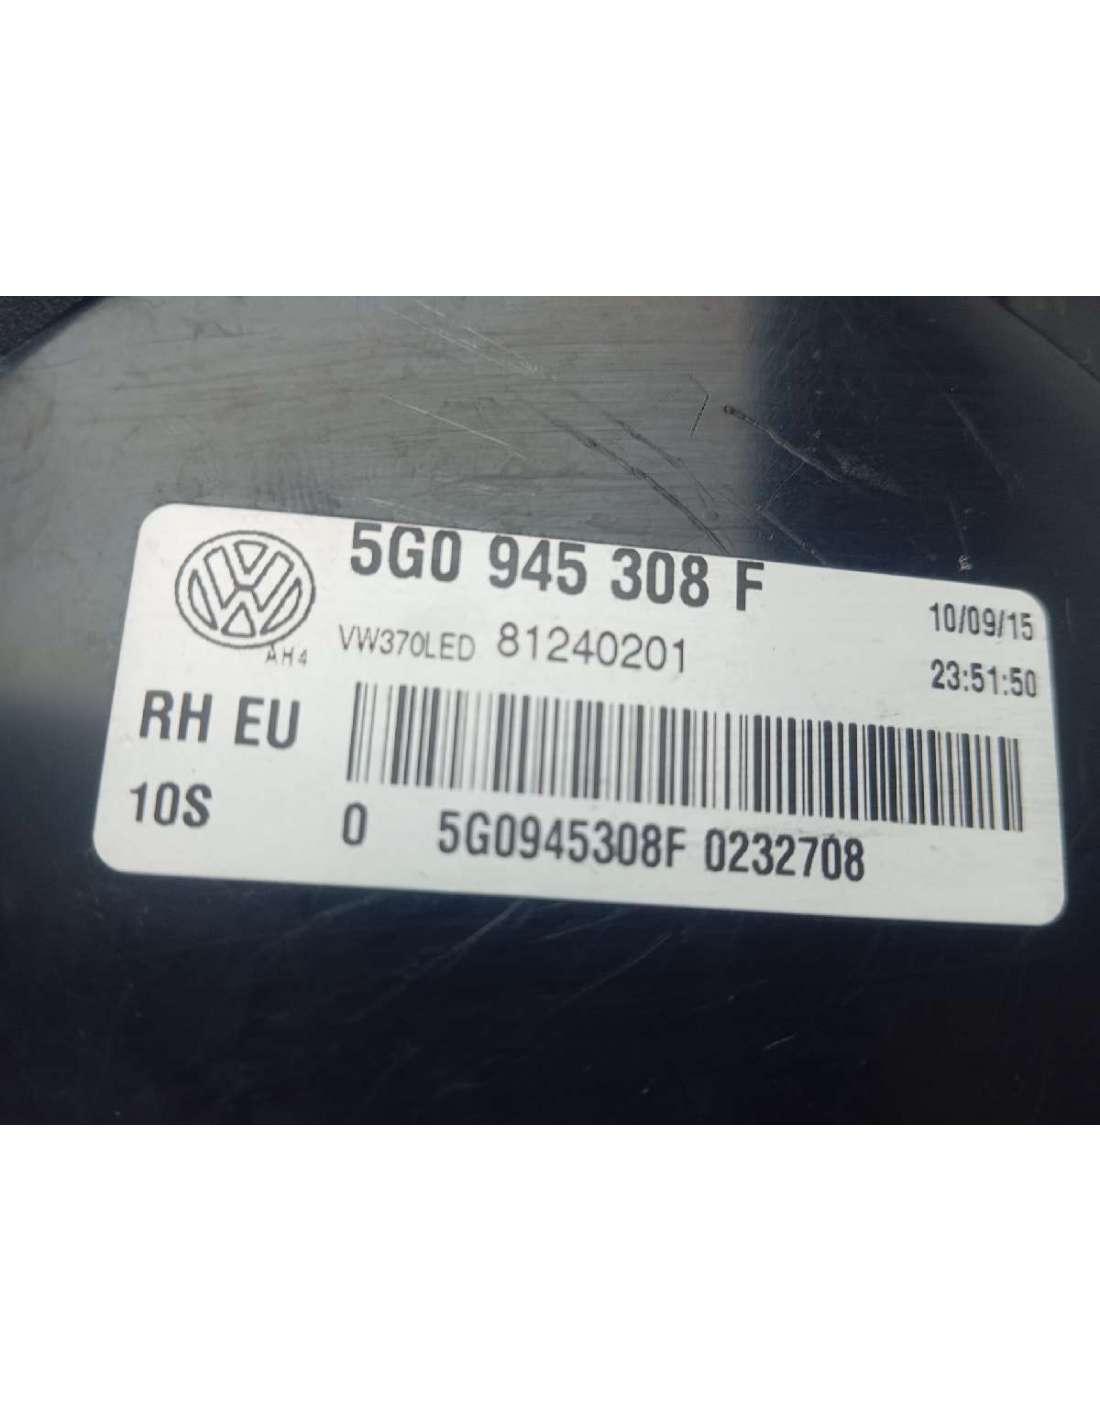 5G0 945 308 F
10/09/15
AH4
VW370LED 81240201
23:51:50
RH EU
10S
0 5G0945308F 0232708